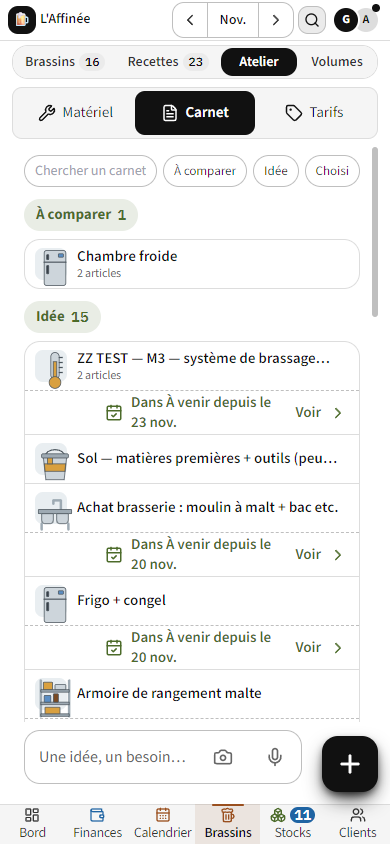 L'Affinée
Nov.
G A
Brassins 16 Recettes 23 Atelier Volumes
Matériel Carnet Tarifs
Chercher un carnet À comparer Idée Choisi
À comparer 1
Chambre froide
2 articles
Idée 15
ZZ TEST — M3 — système de brassage…
2 articles
Dans À venir depuis le
23 nov.
Voir
Sol — matières premières + outils (peu…
Achat brasserie : moulin à malt + bac etc.
Dans À venir depuis le
20 nov.
Voir
Frigo + congel
Dans À venir depuis le
20 nov.
Voir
Armoire de rangement malte
Une idée, un besoin…
11
Bord Finances Calendrier Brassins Stocks Clients